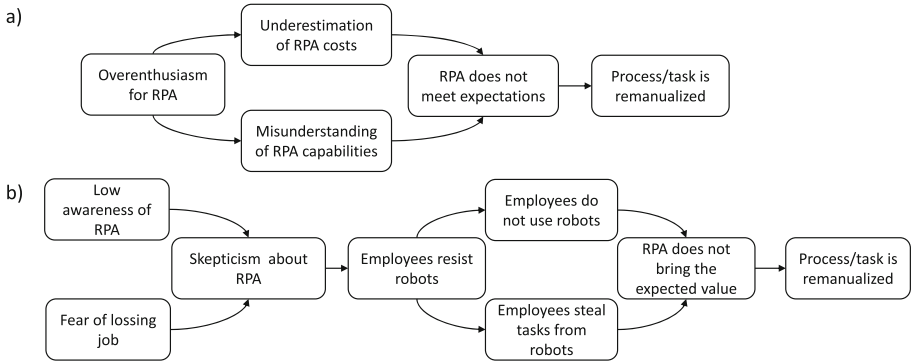 a)
Underestimation
of RPA costs
Overenthusiasm
for RPA
RPA does not
meet expectations
Process/task is
remanualized
Misunderstanding
of RPA capabilities
b)
Low
awareness of
RPA
Employees do
not use robots
Skepticism about
RPA
Employees resist
robots
RPA does not
bring the
expected value
Process/task is
remanualized
Fear of lossing
job
Employees steal
tasks from
robots